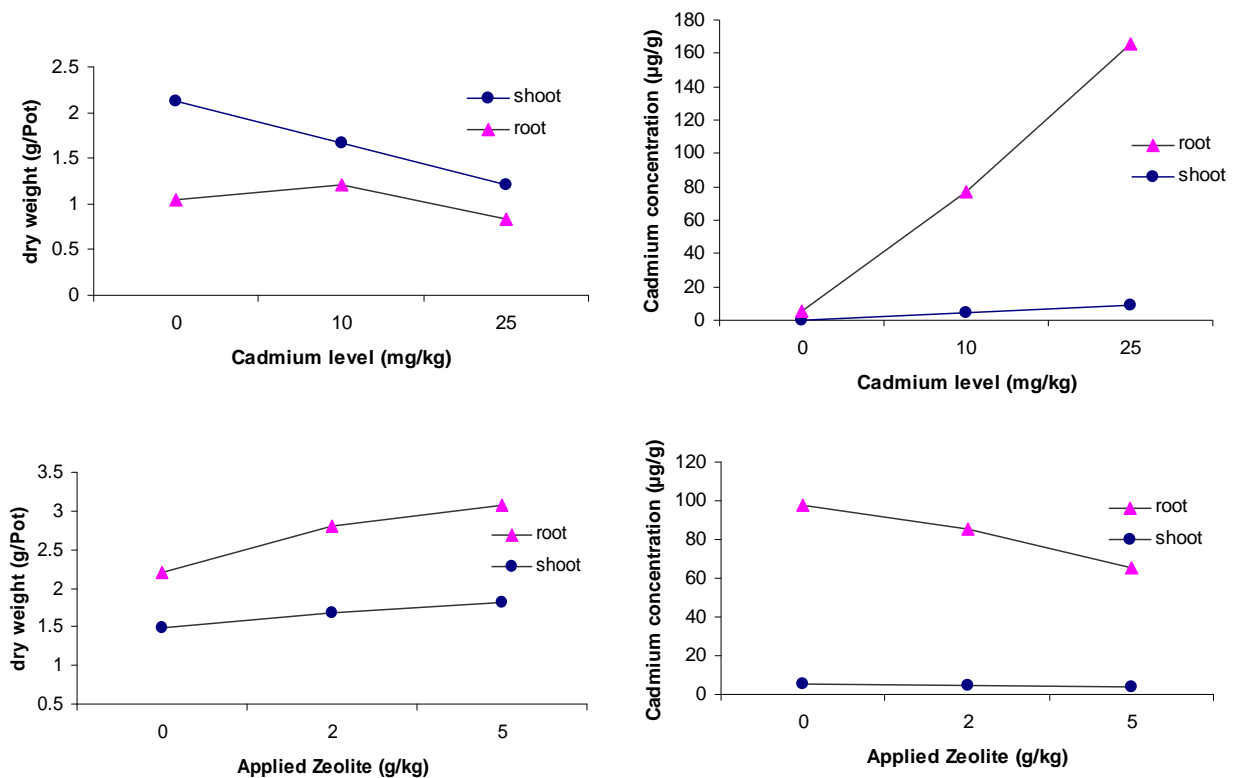 dry weight (g/Pot)
2.5
2
1.5
1
0.5
0
0
10
25
Cadmium level (mg/kg)
shoot
root
Cadmium concentration (µg/g)
180
160
140
120
100
80
60
40
20
0
0
10
25
Cadmium level (mg/kg)
root
shoot
dry weight (g/Pot)
3.5
3
2.5
2
1.5
1
0.5
0
2
5
Applied Zeolite (g/kg)
root
shoot
Cadmium concentration (µg/g)
120
100
80
60
40
20
0
0
2
5
Applied Zeolite (g/kg)
root
shoot